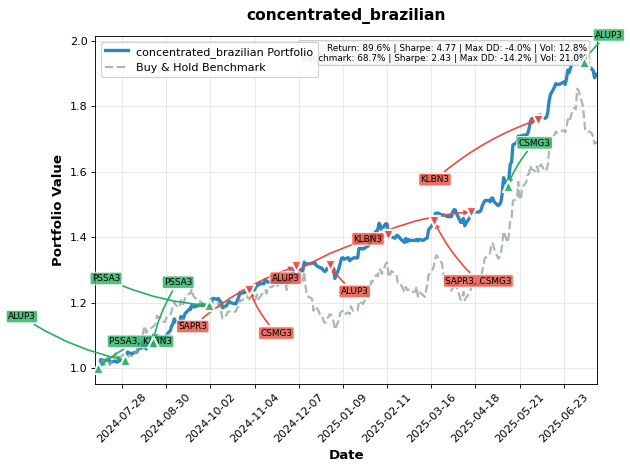 concentrated_brazilian
concentrated_brazilian Portfolio
Buy & Hold Benchmark
Return: 89.6% | Sharpe: 4.77 | Max DD: -4.0% | Vol: 12.8%
Benchmark: 68.7% | Sharpe: 2.43 | Max DD: -14.2% | Vol: 21.0%
ALUP3
CSMG3
KLBN3
KLBN3
PSSA3
PSSA3
ALUP3
SAPR3, CSMG3
ALUP3
ALUP3
SAPR3
CSMG3
PSSA3, KLBN3
Portfolio Value
2.0
1.8
1.6
1.4
1.2
1.0
2024-07-28
2024-08-30
2024-10-02
2024-11-04
2024-12-07
2025-01-09
2025-02-11
2025-03-16
2025-04-18
2025-05-21
2025-06-23
Date